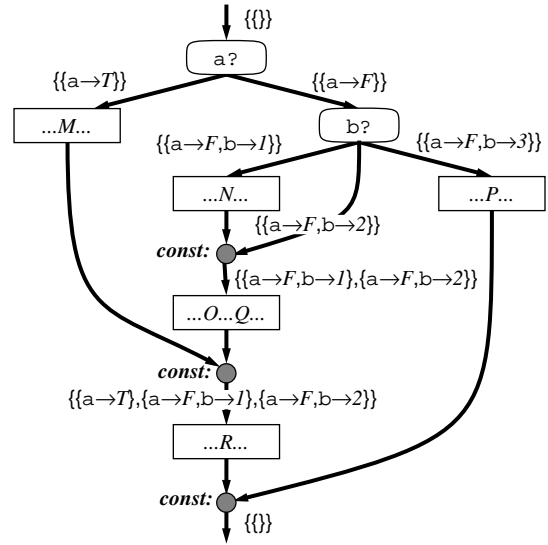 {{}}
a?
{{a→T}}
{{a→F}}
...M...
b?
{{a→F,b→1}}
{{a→F,b→3}}
...N...
...P...
{{a→F,b→2}}
const:
{{a→F,b→1},{a→F,b→2}}
...O...Q...
const:
{{a→T},{a→F,b→1},{a→F,b→2}}
...R...
const:
{{}}